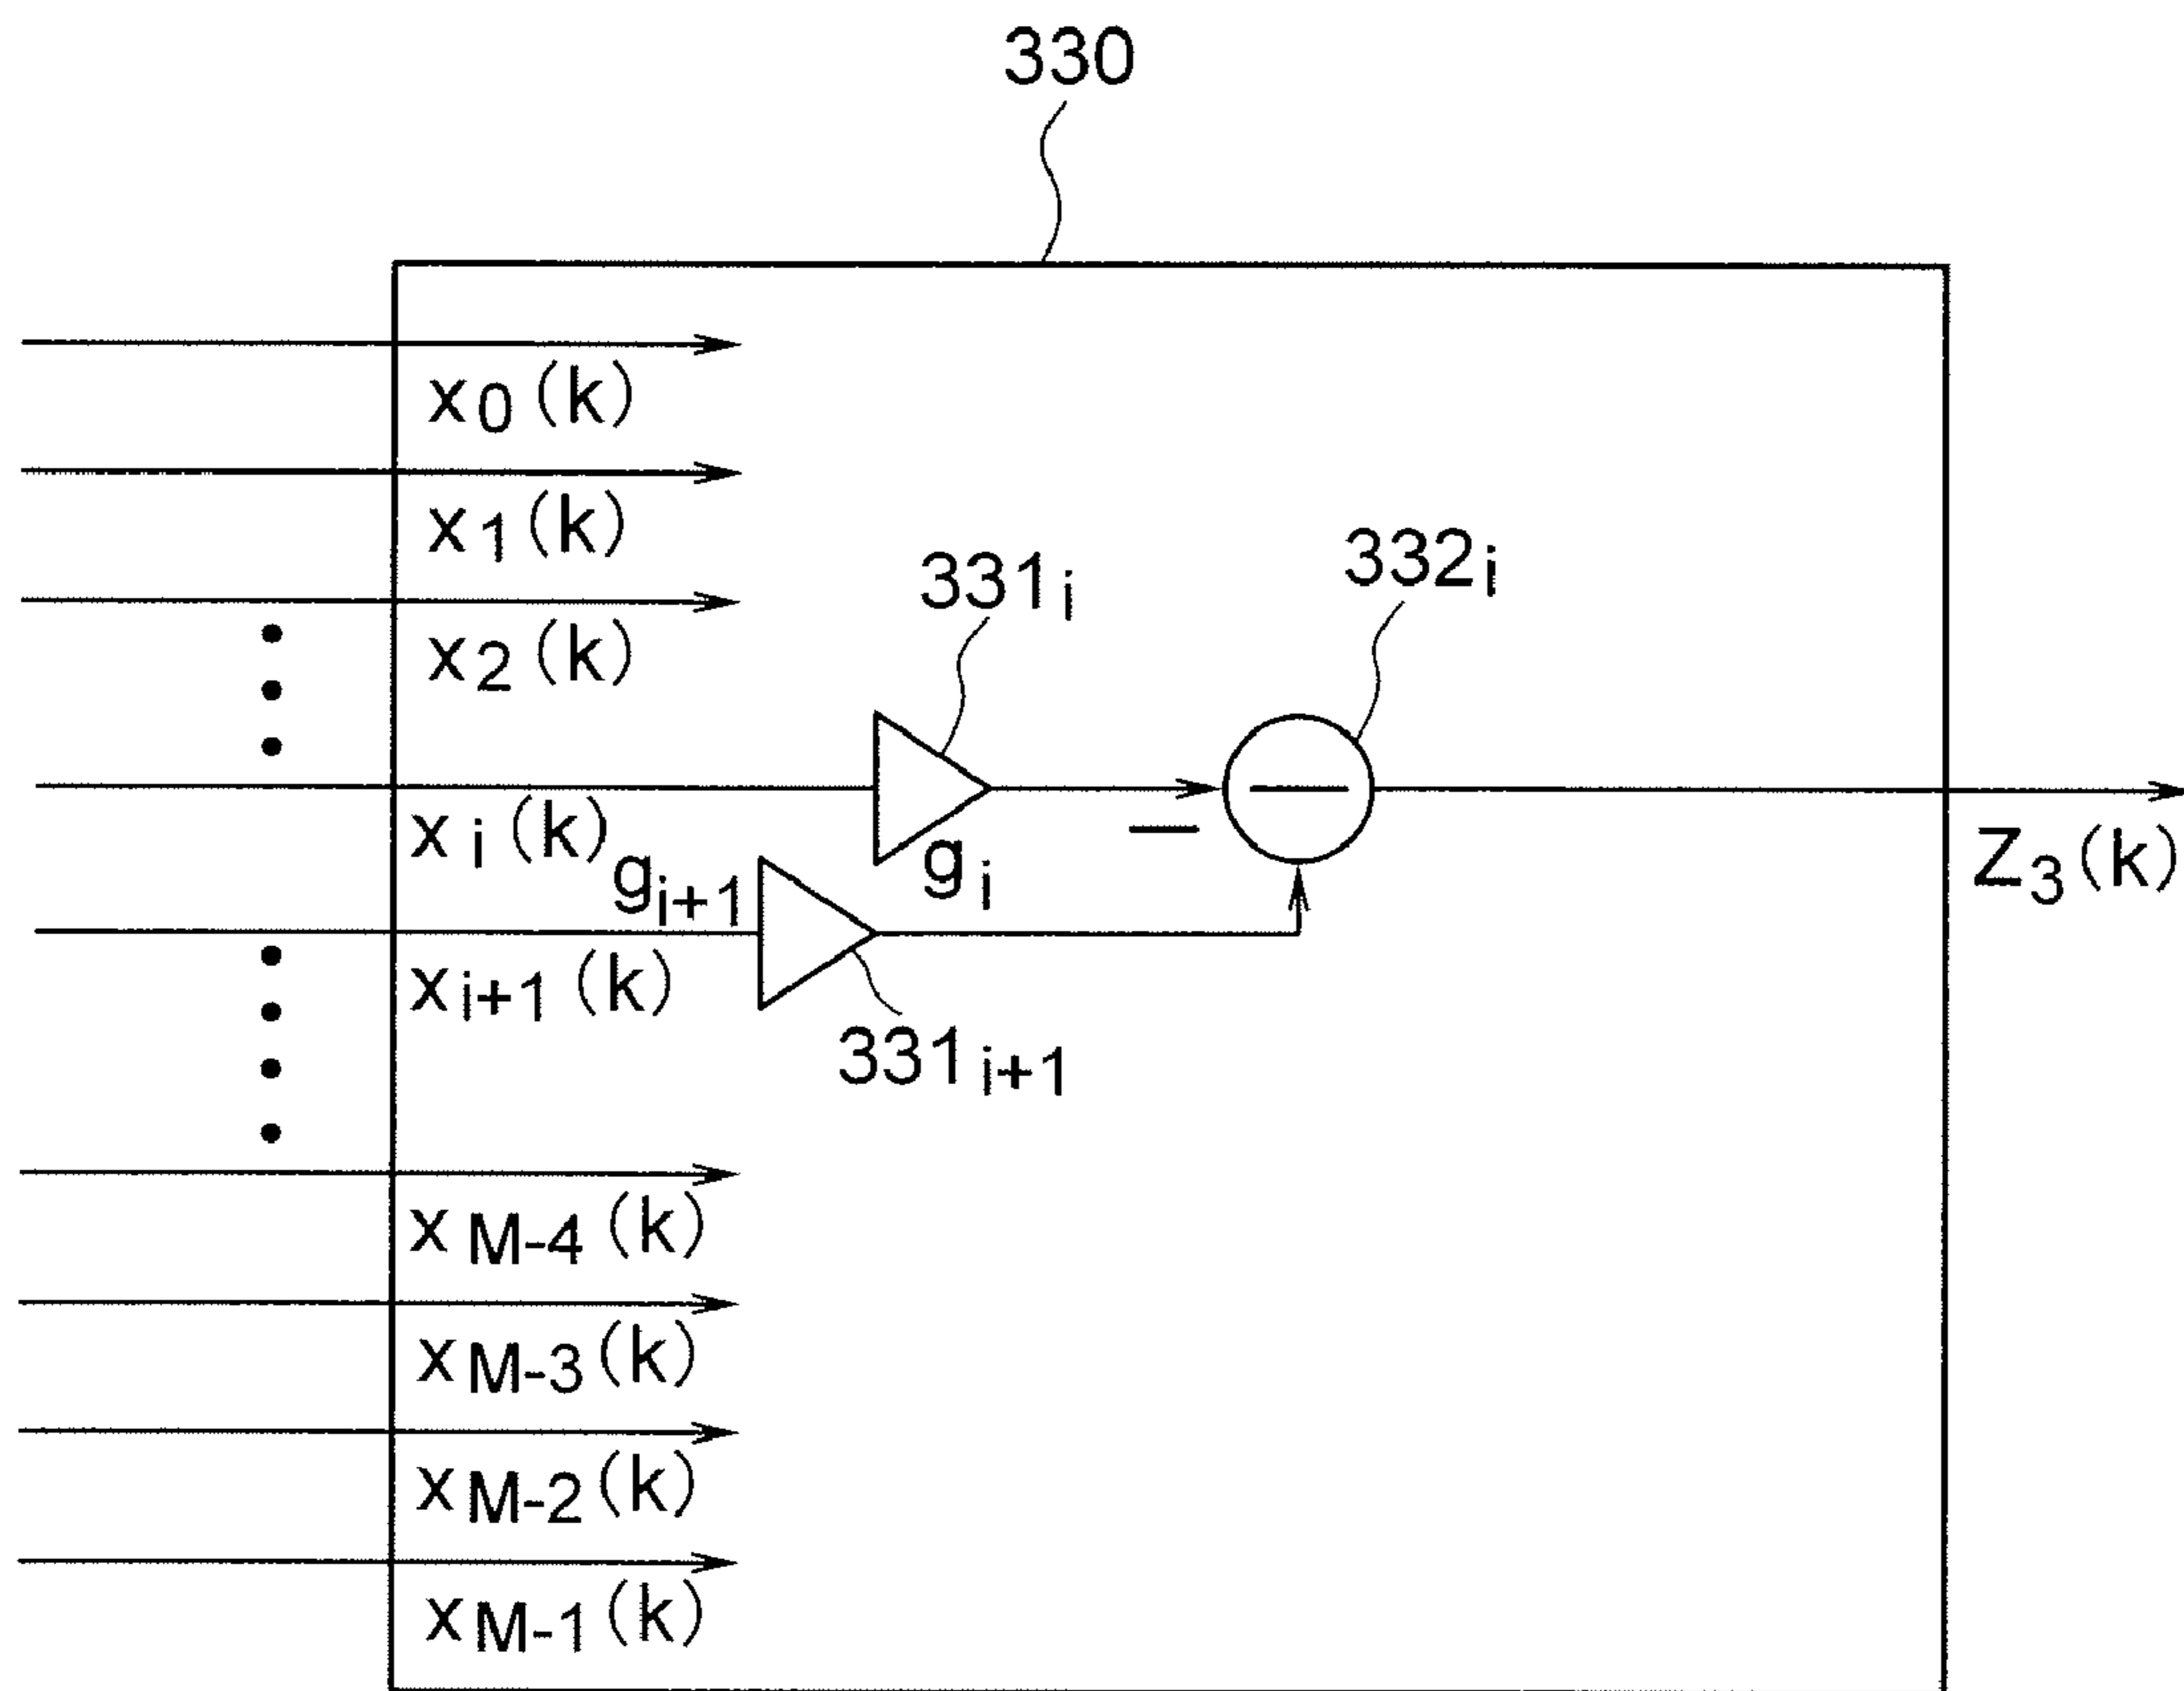 330
x0(k)
x1(k)
x2(k)
331i
332i
xi(k)
gi+1
gi
Z3(k)
xi+1(k)
331i+1
xM-4(k)
xM-3(k)
xM-2(k)
xM-1(k)